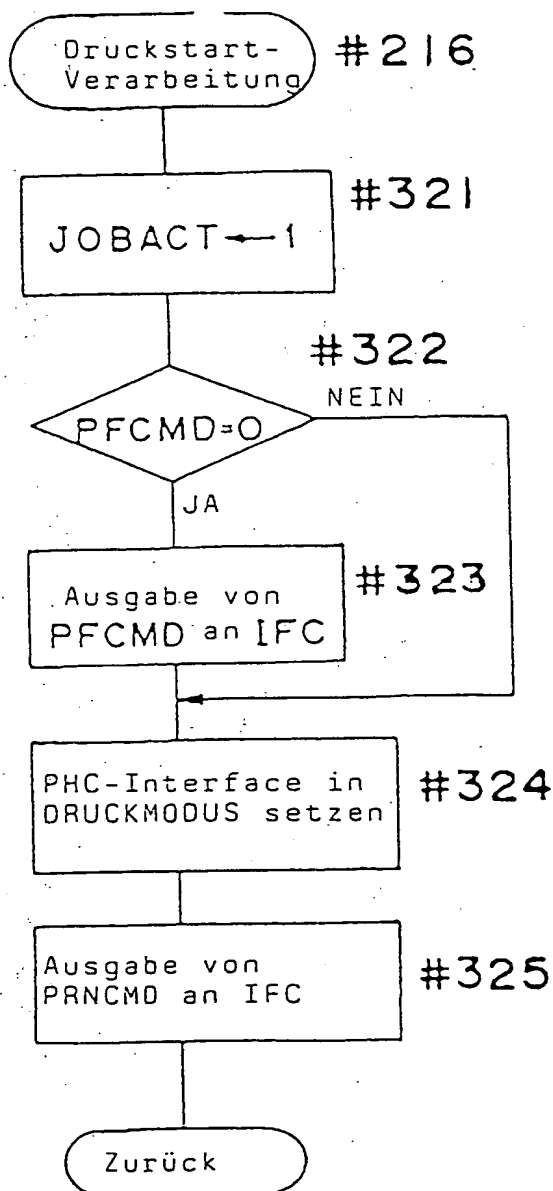 Druckstart-
Verarbeitung
#216
#321
JOBACT ← 1
#322
PFCMD=0
NEIN
JA
#323
Ausgabe von
PFCMD an IFC
PHC-Interface in
DRUCKMODUS setzen
#324
Ausgabe von
PRNCMD an IFC
#325
Zurück